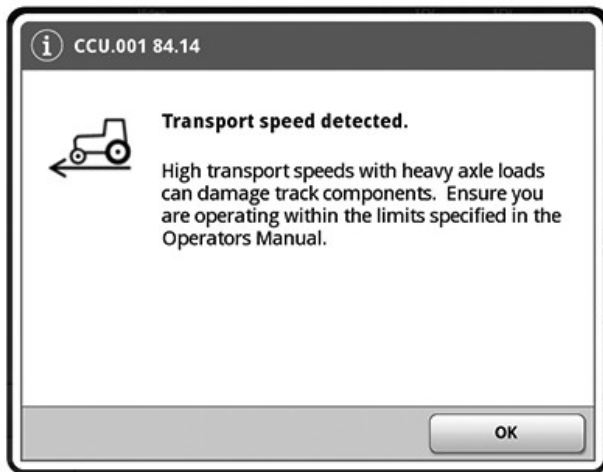 CCU.001 84.14
Transport speed detected.
High transport speeds with heavy axle loads
can damage track components. Ensure you
are operating within the limits specified in the
Operators Manual.
OK